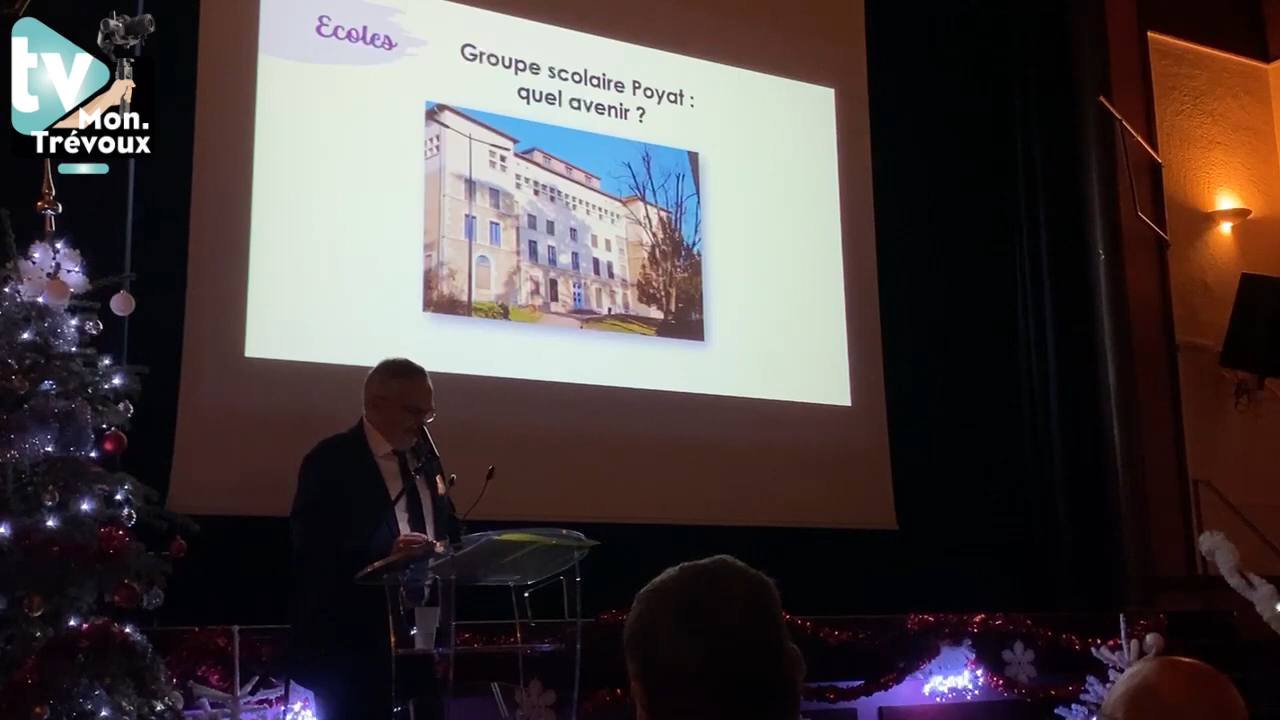 tv
Mon.
Trévoux
Ecoles
Groupe scolaire Poyat :
quel avenir ?